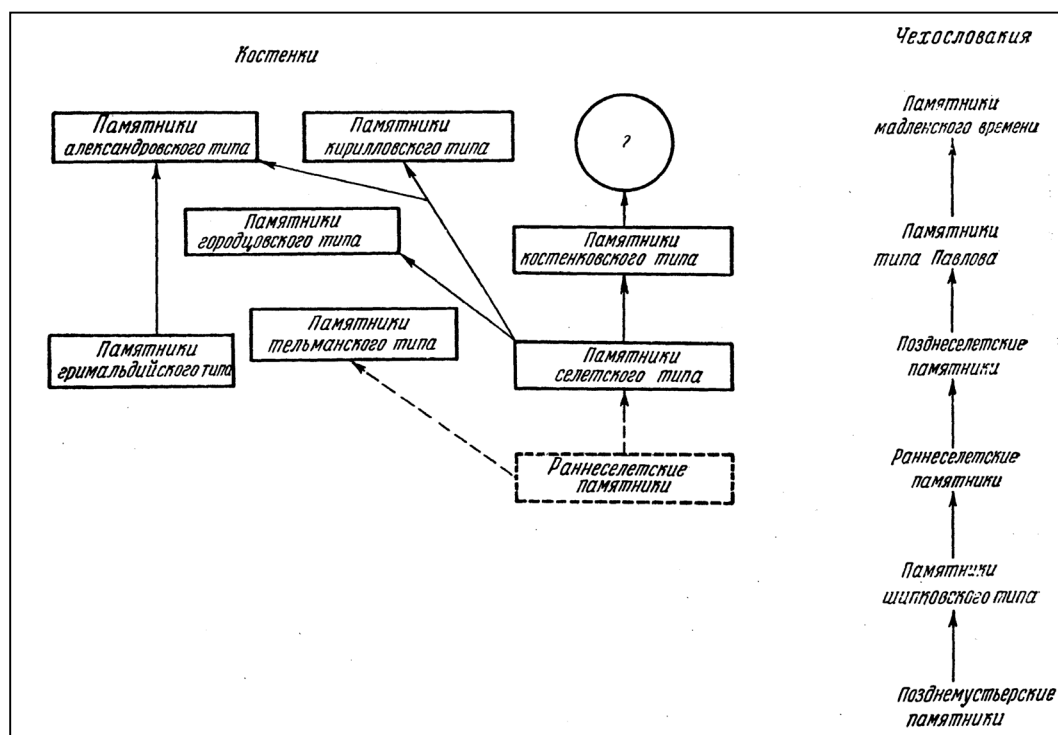 Костенки
Чехословакия
Памятники
александровского типа
Памятники
кирилловского типа
?
Памятники
мадленского времени
Памятники
городцовского типа
Памятники
костенковского типа
Памятники
типа Павлова
Памятники
гримальдийского типа
Памятники
тельманского типа
Памятники
селетского типа
Позднеселетские
памятники
Раннеселетские
памятники
Раннеселетские
памятники
Памятники
шипковского типа
Позднемустьерские
памятники